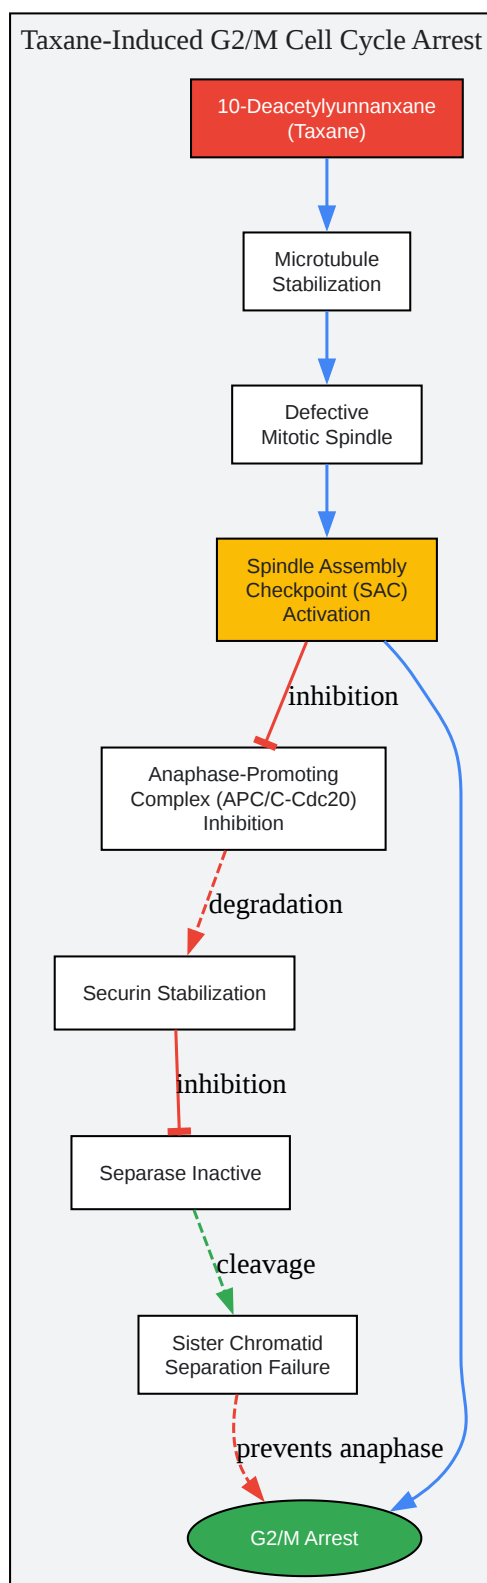 Taxane-Induced G2/M Cell Cycle Arrest
10-Deacetylyunnanxane
(Taxane)
Microtubule
Stabilization
Defective
Mitotic Spindle
Spindle Assembly
Checkpoint (SAC)
Activation
inhibition
Anaphase-Promoting
Complex (APC/C-Cdc20)
Inhibition
degradation
Securin Stabilization
inhibition
Separase Inactive
cleavage
Sister Chromatid
Separation Failure
prevents anaphase
G2/M Arrest